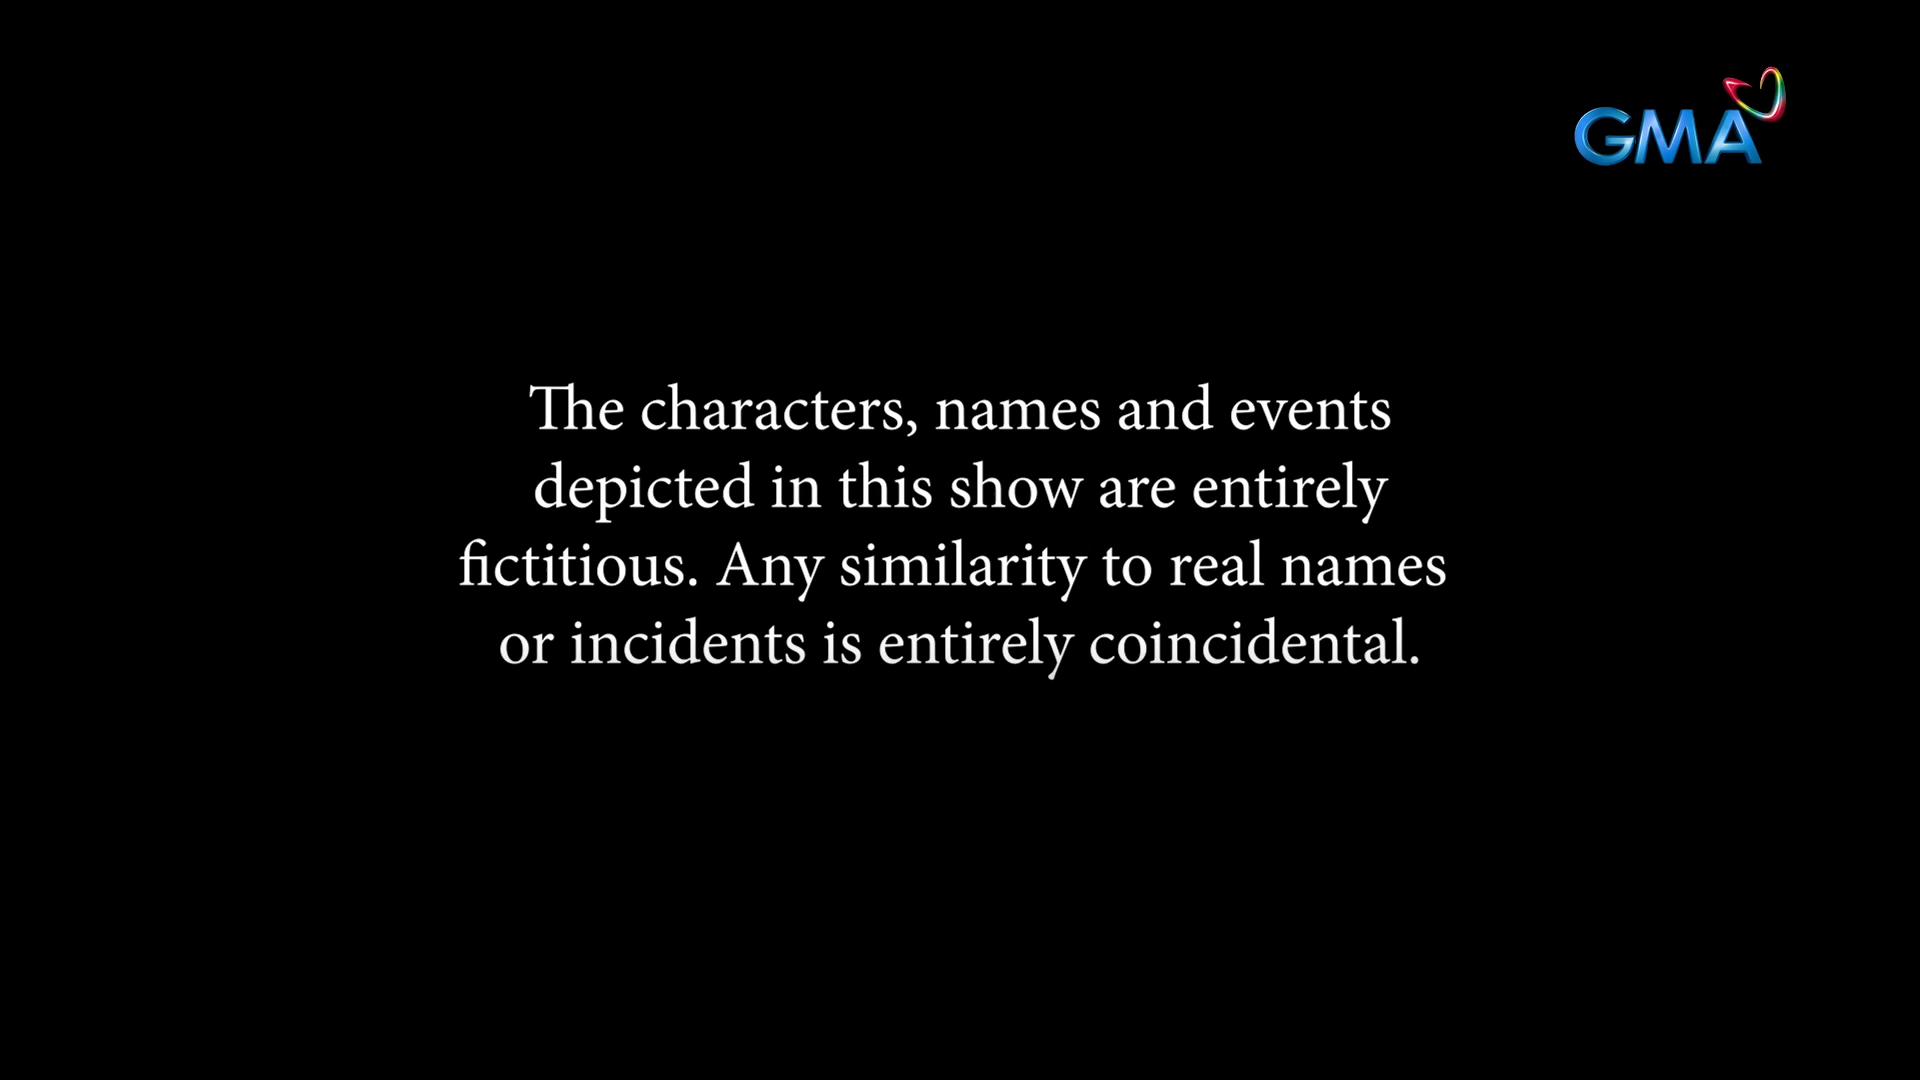 GMA
The characters, names and events
depicted in this show are entirely
fictitious. Any similarity to real names
or incidents is entirely coincidental.